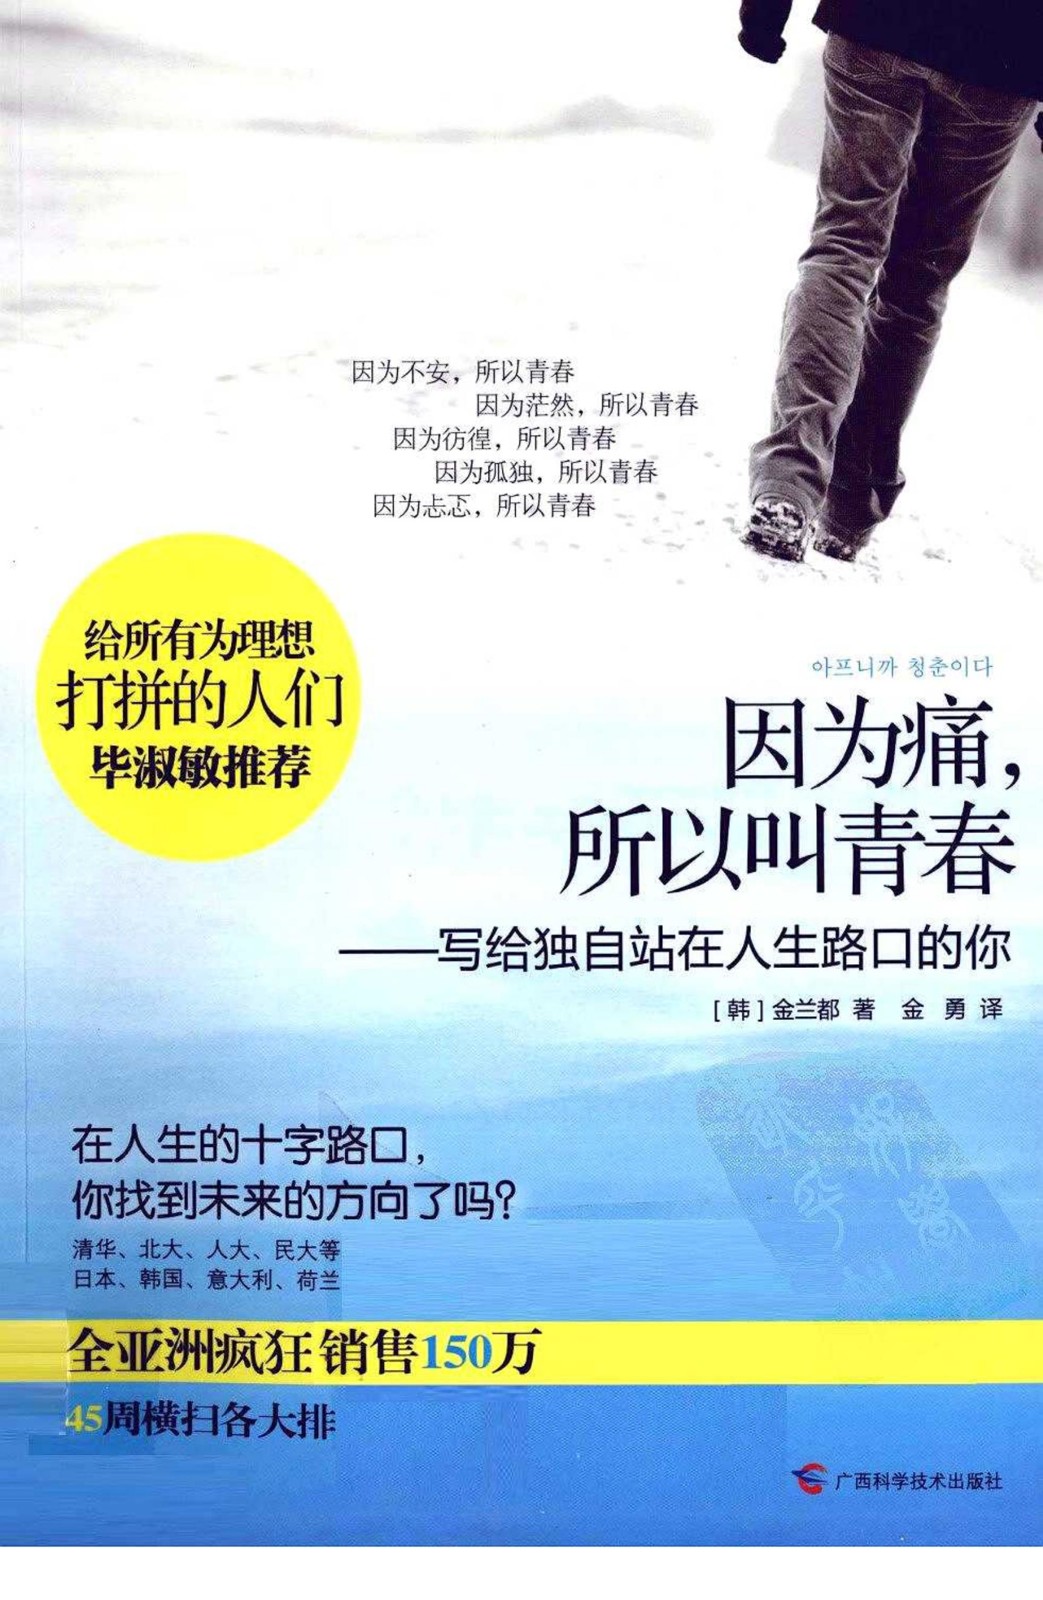 因为不安，所以青春
因为茫然，所以青春
因为彷徨，所以青春
因为孤独，所以青春
因为忐忑，所以青春
给所有为理想
打拼的人们
毕淑敏推荐
아프니까 청춘이다
因为痛，
所以叫青春
——写给独自站在人生路口的你
［韩］金兰都 著 金 勇 译
在人生的十字路口，
你找到未来的方向了吗？
清华、北大、人大、民大等
日本、韩国、意大利、荷兰
全亚洲疯狂销售150万
45周横扫各大排
广西科学技术出版社